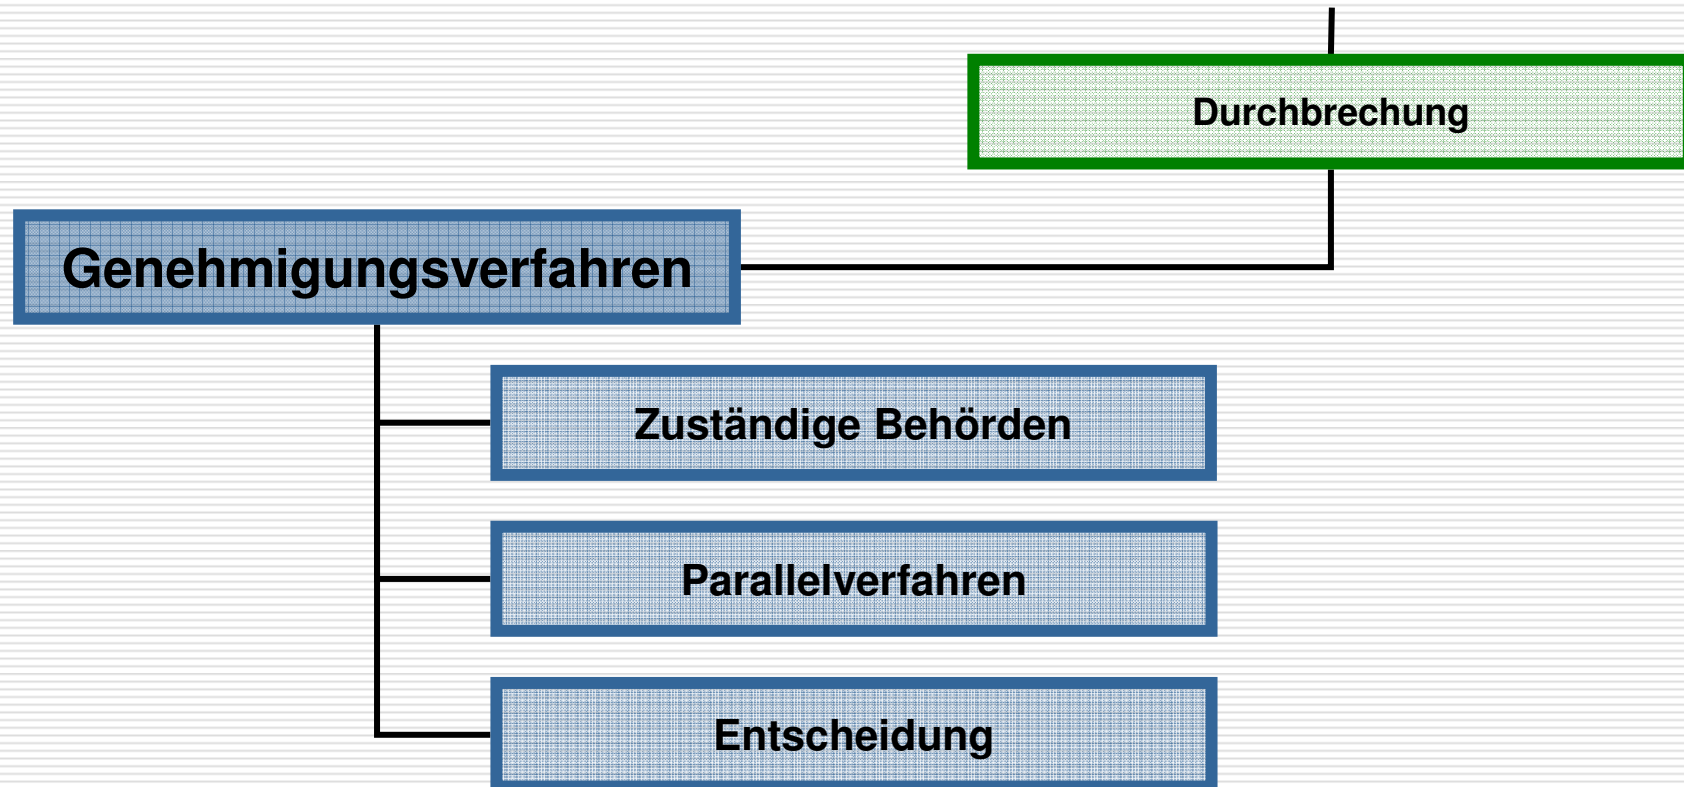 Durchbrechung
Genehmigungsverfahren
Zuständige Behörden
Parallelverfahren
Entscheidung